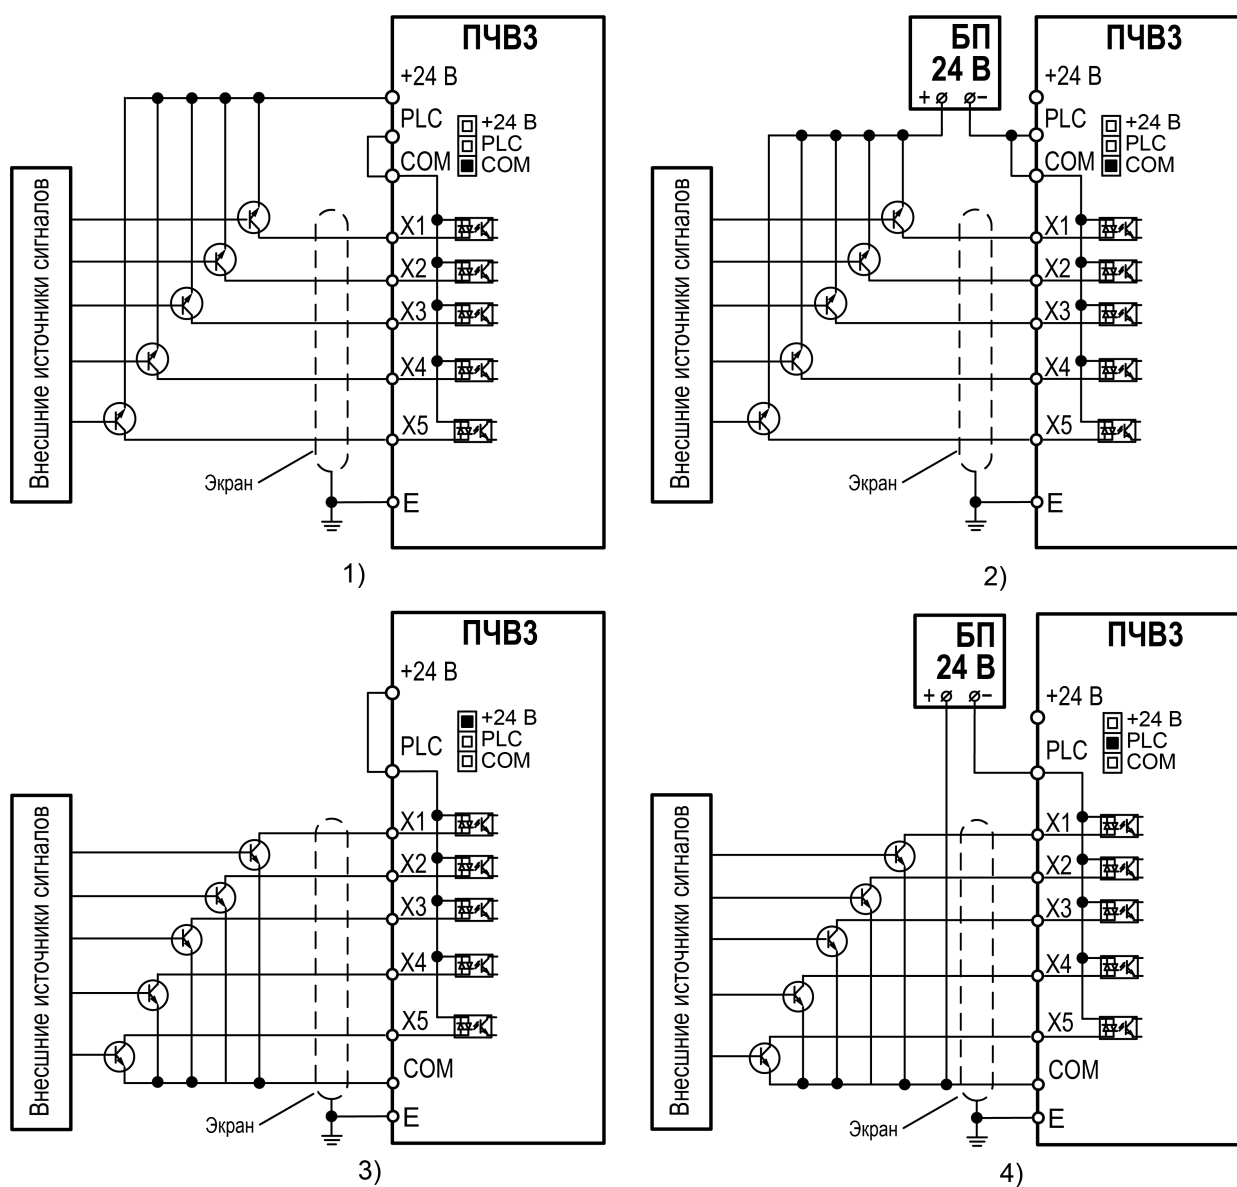 ПЧВ3
+24 В
PLC
COM
+24 В
PLC
COM
X1
X2
X3
X4
X5
E
Внешние источники сигналов
Экран
1)
БП
24 В
+ −
ПЧВ3
+24 В
PLC
COM
+24 В
PLC
COM
X1
X2
X3
X4
X5
E
Внешние источники сигналов
Экран
2)
ПЧВ3
+24 В
PLC
+24 В
PLC
COM
X1
X2
X3
X4
X5
COM
E
Внешние источники сигналов
Экран
3)
БП
24 В
+ −
ПЧВ3
+24 В
PLC
+24 В
PLC
COM
X1
X2
X3
X4
X5
COM
E
Внешние источники сигналов
Экран
4)